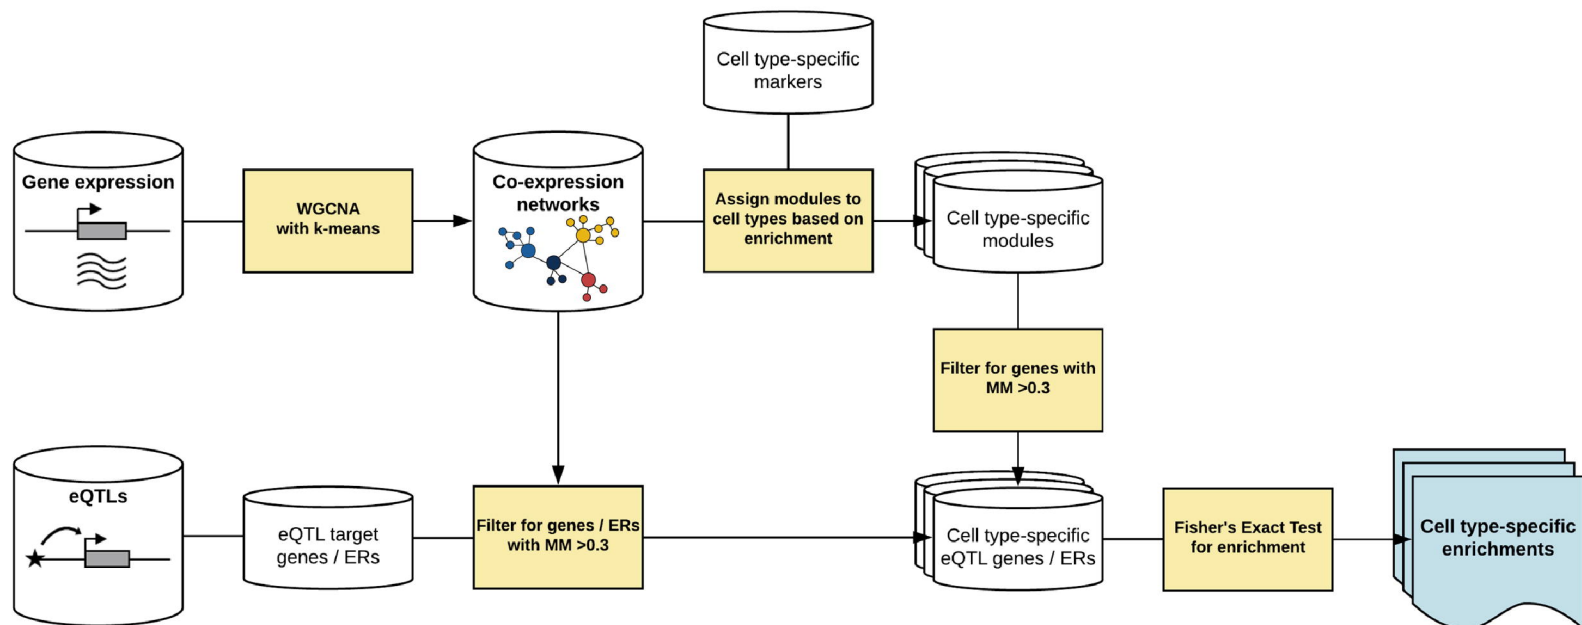 Cell type-specific
markers
Gene expression
WGCNA
with k-means
Co-expression
networks
Assign modules to
cell types based on
enrichment
Cell type-specific
modules
Filter for genes with
MM >0.3
eQTLs
eQTL target
genes / ERs
Filter for genes / ERs
with MM >0.3
Cell type-specific
eQTL genes / ERs
Fisher's Exact Test
for enrichment
Cell type-specific
enrichments